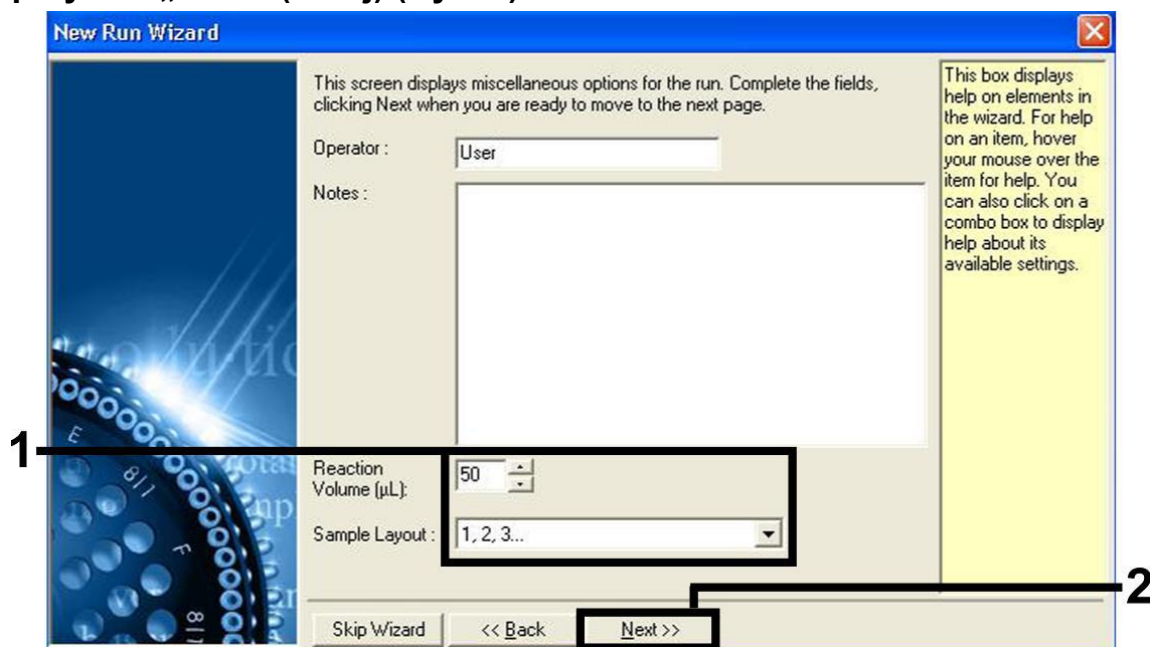 New Run Wizard
This screen displays miscellaneous options for the run. Complete the fields,
clicking Next when you are ready to move to the next page.
Operator :
User
Notes :
Reaction
Volume (µL):
50
Sample Layout :
1, 2, 3...
Skip Wizard
<< Back
Next >>
This box displays
help on elements in
the wizard. For help
on an item, hover
your mouse over the
item for help. You
can also click on a
combo box to display
help about its
available settings.
1
2